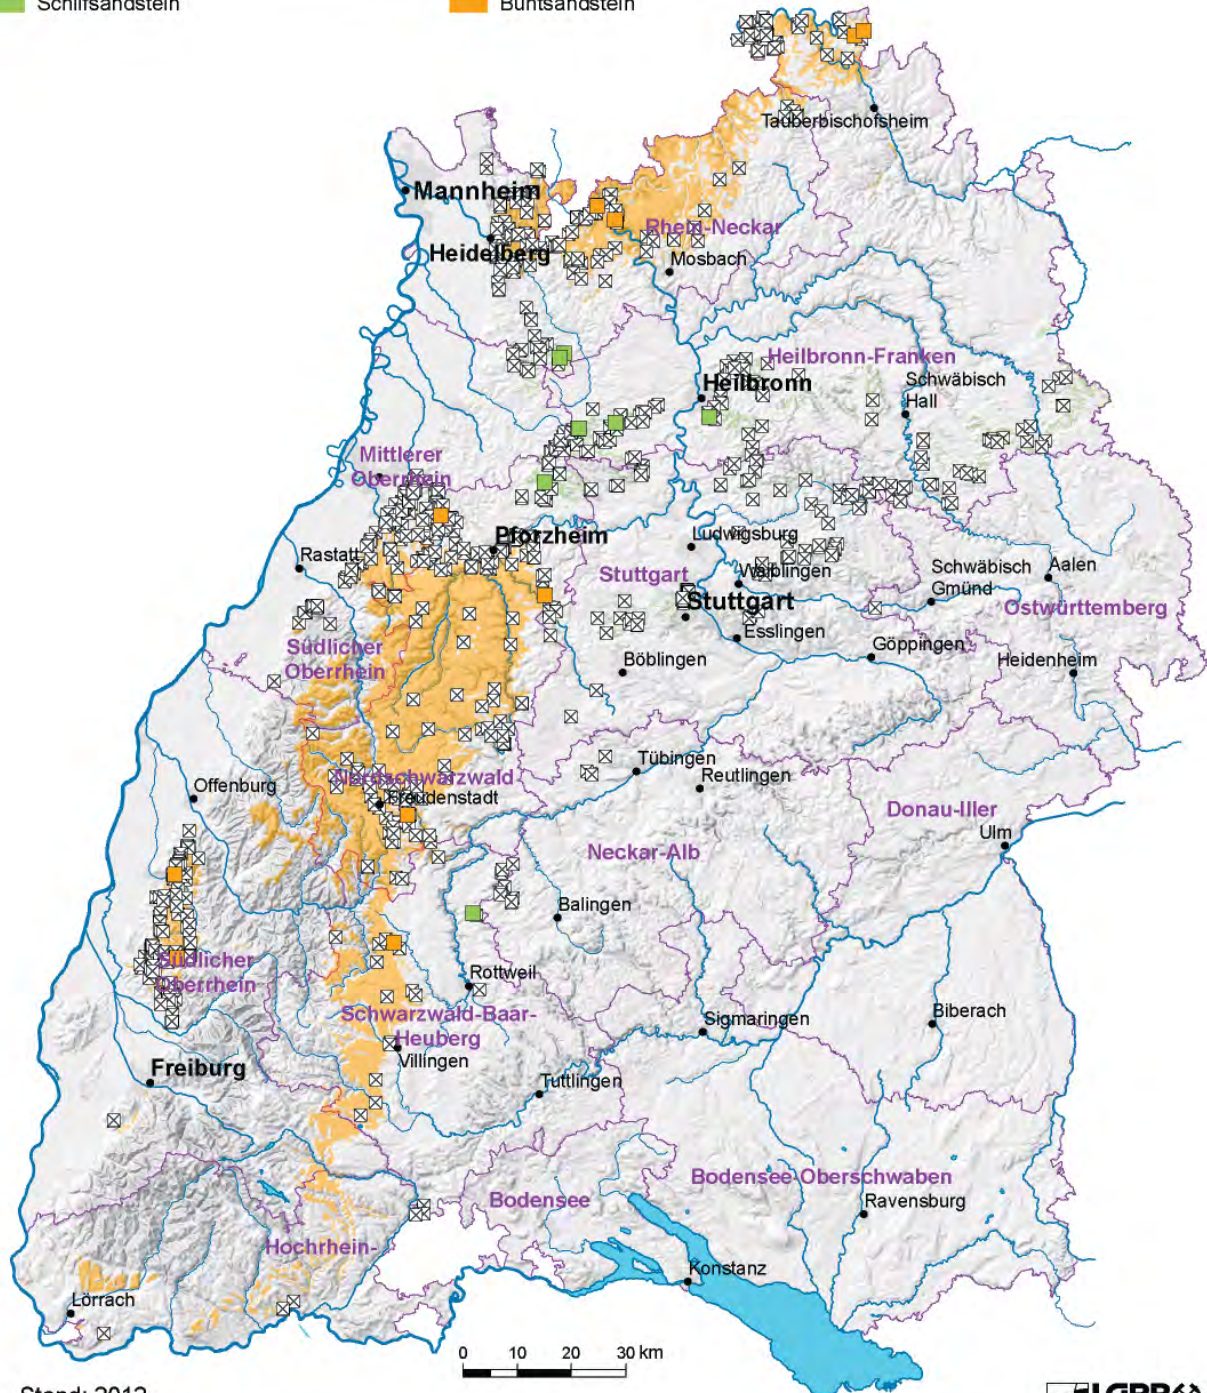 Schilfsandstein
Buntsandstein
Tauberbischofsheim
Mannheim
Rhein-Neckar
Heidelberg
Mosbach
Heilbronn-Franken
Heilbronn
Schwäbisch
Hall
Mittlerer
Oberrhein
Pforzheim
Ludwigsburg
Rastatt
Stuttgart
Waiblingen
Schwäbisch
Gmünd
Aalen
Stuttgart
Ostwürttemberg
Esslingen
Göppingen
Südlicher
Oberrhein
Böblingen
Heidenheim
Tübingen
Nordschwarzwald
Reutlingen
Offenburg
Freudenstadt
Donau-Iller
Ulm
Neckar-Alb
Balingen
Südlicher
Oberrhein
Rottweil
Schwarzwald-Baar-
Heuberg
Sigmaringen
Biberach
Villingen
Freiburg
Tuttlingen
Bodensee-Oberschwaben
Bodensee
Ravensburg
Hochrhein-
Konstanz
Lörrach
0 10 20 30 km
Stand: 2012
LGRB